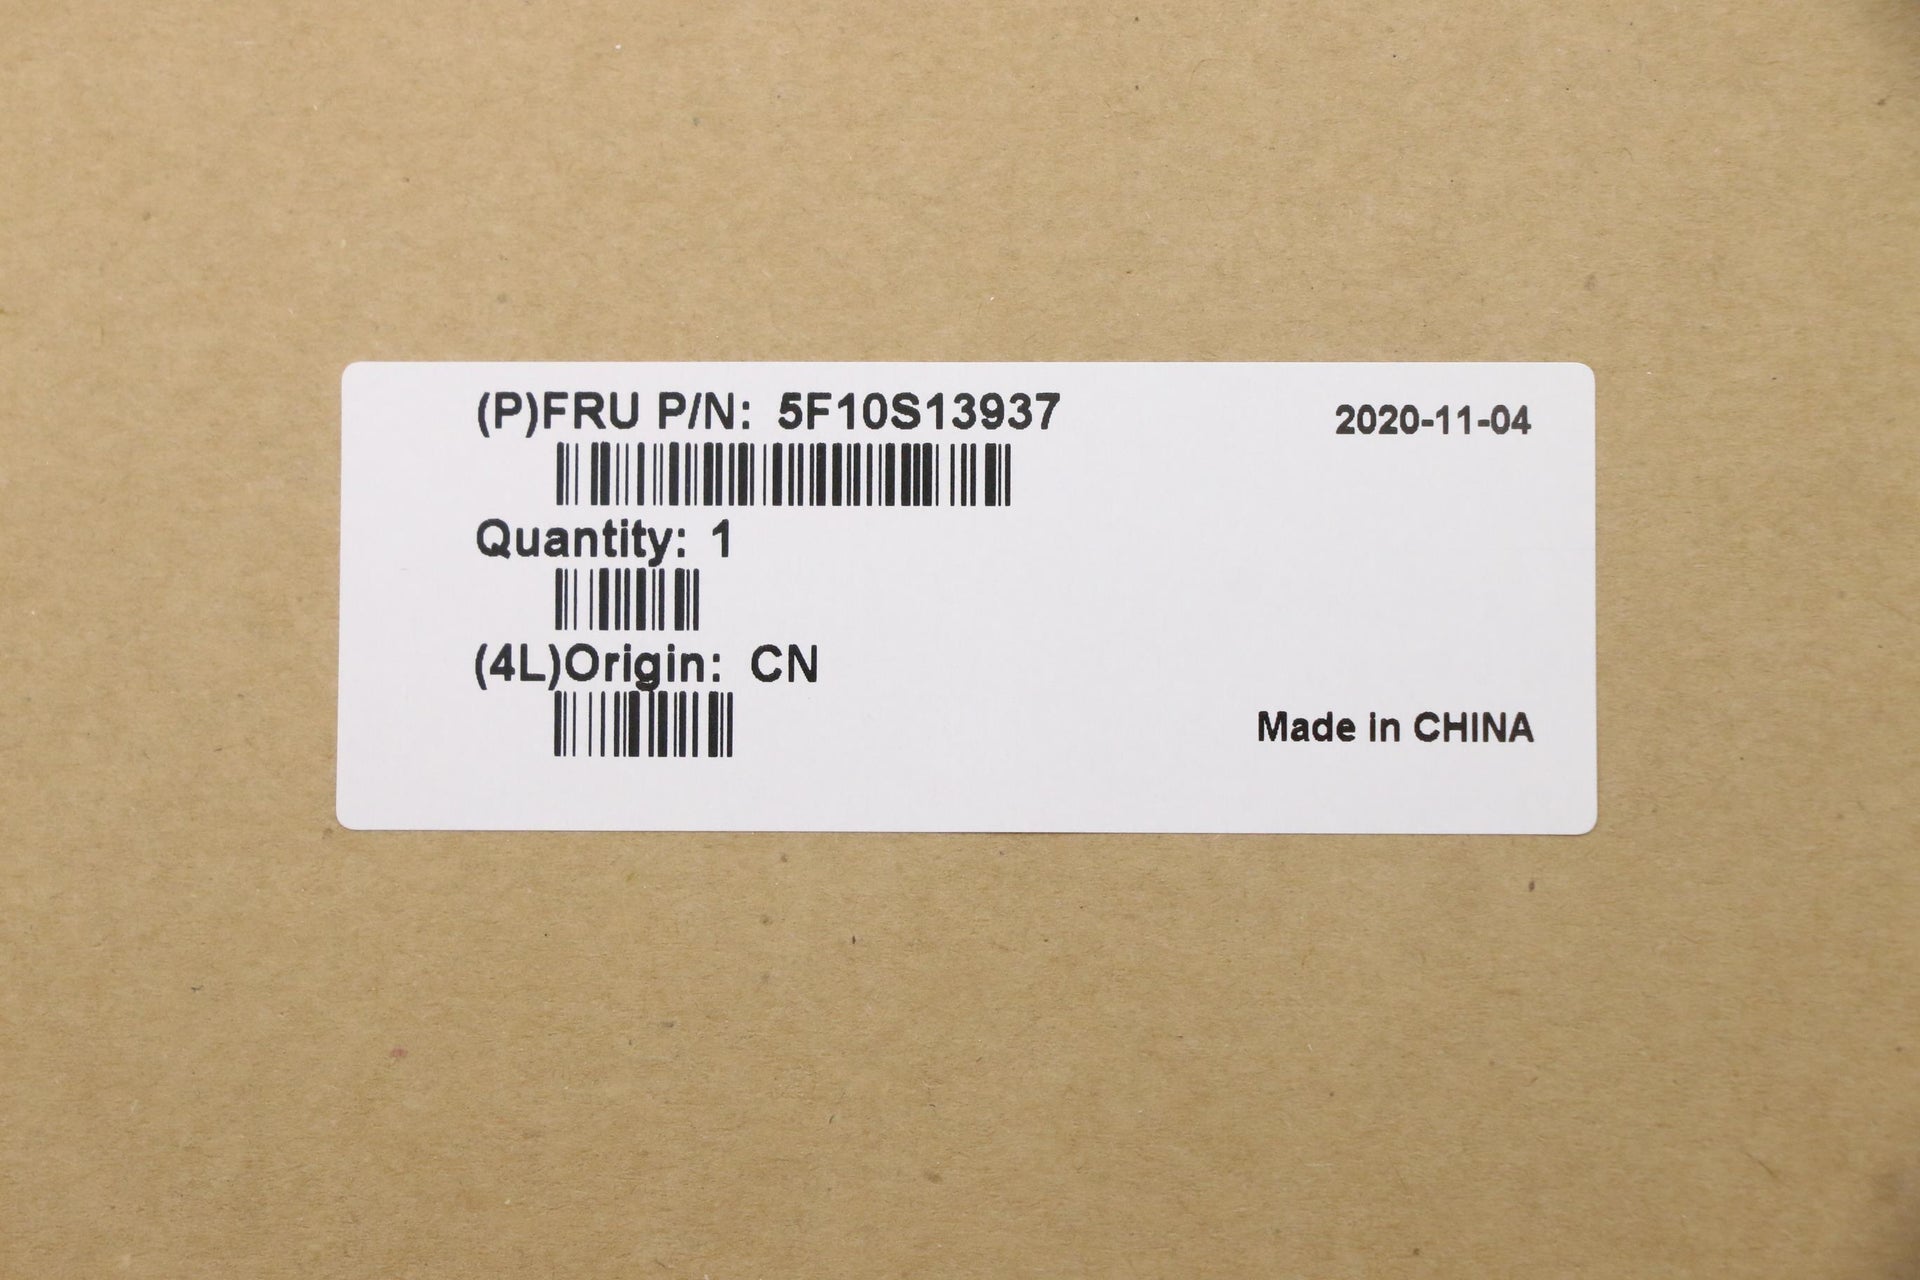 (P)FRU P/N: 5F10S13937
2020-11-04
Quantity: 1
(4L)Origin: CN
Made in CHINA